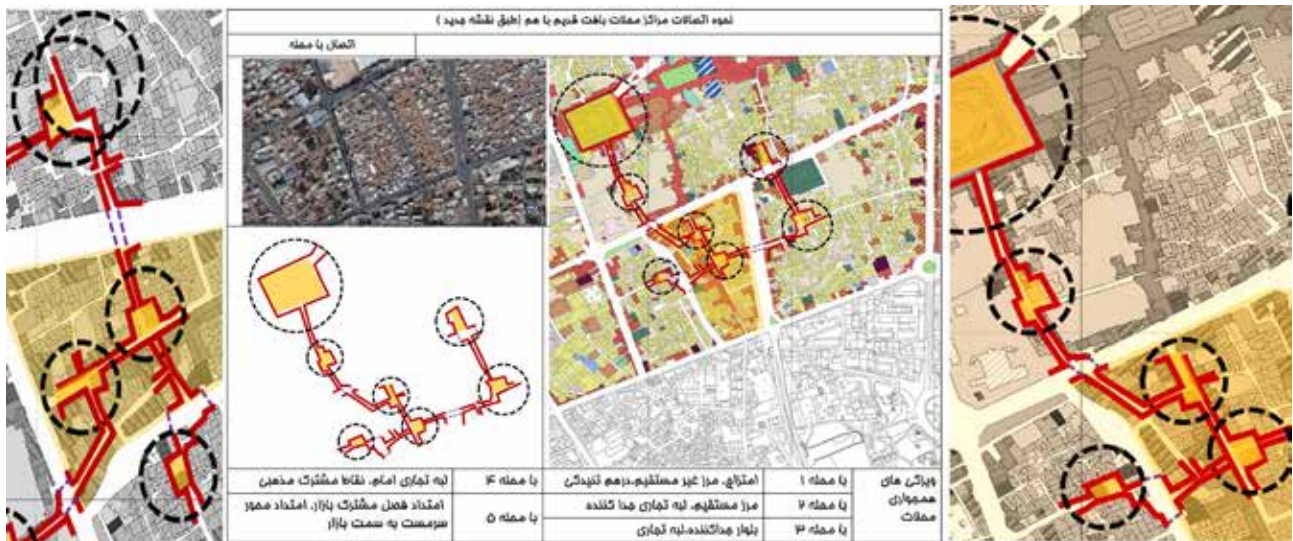 نحوه اتصالات مراکز محلات بافت قدیم با هم (طبق نقشه جدید )
اتصال با محله
ویژگی های
همجواری
محلات
با محله ۱
امتزاج، مرز غیر مستقیم،درهم تنیدگی
با محله ۲
مرز مستقیم، لبه تجاری جدا کننده
با محله ۳
بلوار جداکننده،لبه تجاری
با محله ۴
لبه تجاری امام، نقاط مشترک مذهبی
با محله ۵
امتداد فصل مشترک بازار، امتداد محور
سرمست به سمت بازار